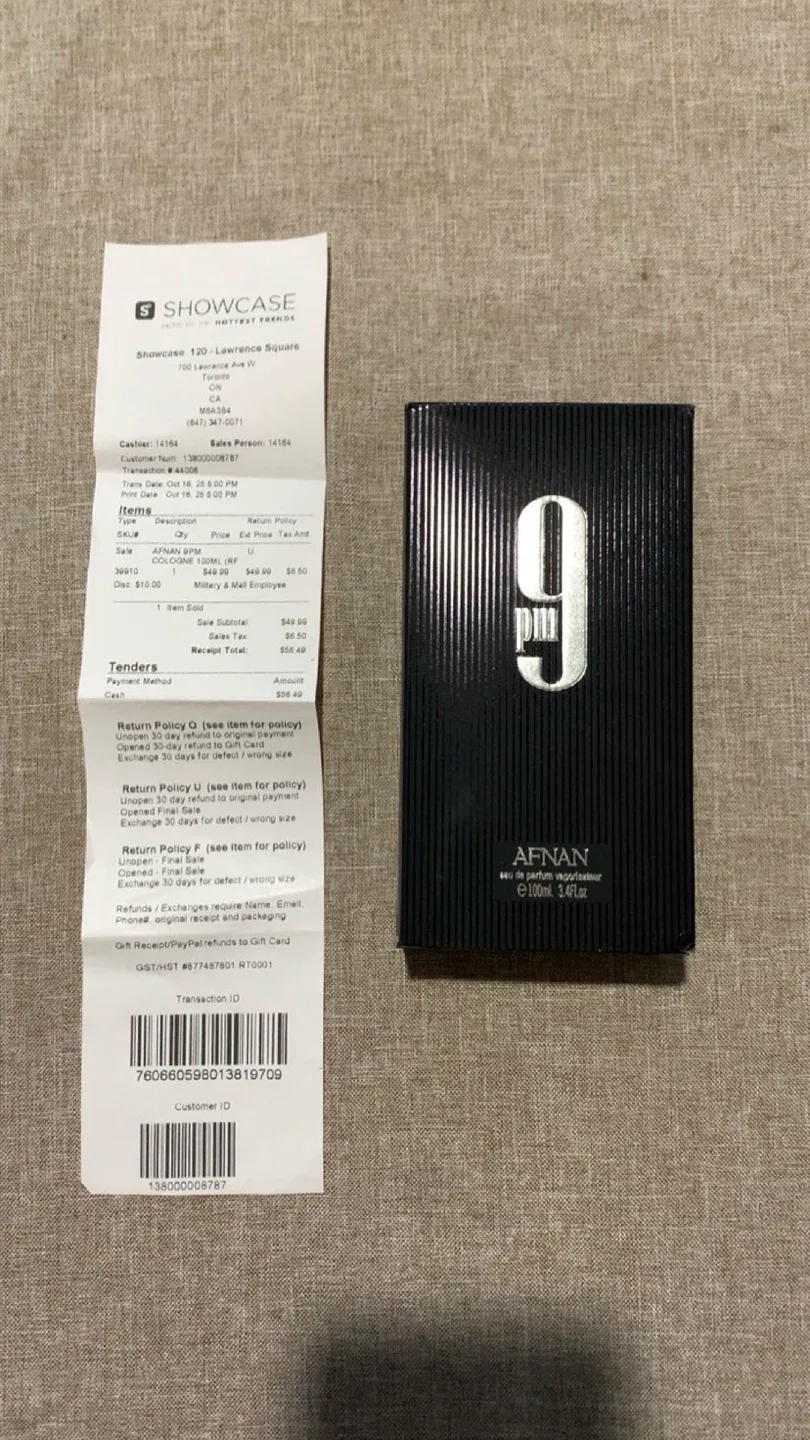 S SHOWCASE
HOTTEST TRENDS
Showcase 120 - Lawrence Square
700 Lawrence Ave W
Toronto
ON
CA
M6A3B4
(647) 347-0071
Cashier: 14164 Sales Person: 14164
Customer Num: 138000008787
Transaction # 44006
Trans Date: Oct 16, 25 5:00 PM
Print Date : Oct 16, 25 5:00 PM
Items
Type Description Return Policy
SKU# Qty Price Ext Price Tax Amt
Sale AFNAN 9PM U
COLOGNE 100ML (RF
39910 1 $49.99 $49.99 $6.50
Disc: $10.00 Military & Mall Employee
1 Item Sold
Sale Subtotal: $49.99
Sales Tax: $6.50
Receipt Total: $56.49
Tenders
Payment Method Amount
Cash $56.49
Return Policy O (see item for policy)
Unopen 30 day refund to original payment
Opened 30-day refund to Gift Card
Exchange 30 days for defect / wrong size
Return Policy U (see item for policy)
Unopen 30 day refund to original payment
Opened Final Sale
Exchange 30 days for defect / wrong size
Return Policy F (see item for policy)
Unopen - Final Sale
Opened - Final Sale
Exchange 30 days for defect / wrong size
Refunds / Exchanges require Name, Email,
Phone#, original receipt and packaging
Gift Receipt/PayPal refunds to Gift Card
GST/HST #877487801 RT0001
Transaction ID
760660598013819709
Customer ID
138000008787
9
pm
AFNAN
eau de parfum vaporisateur
℮100ml. 3.4Fl.oz